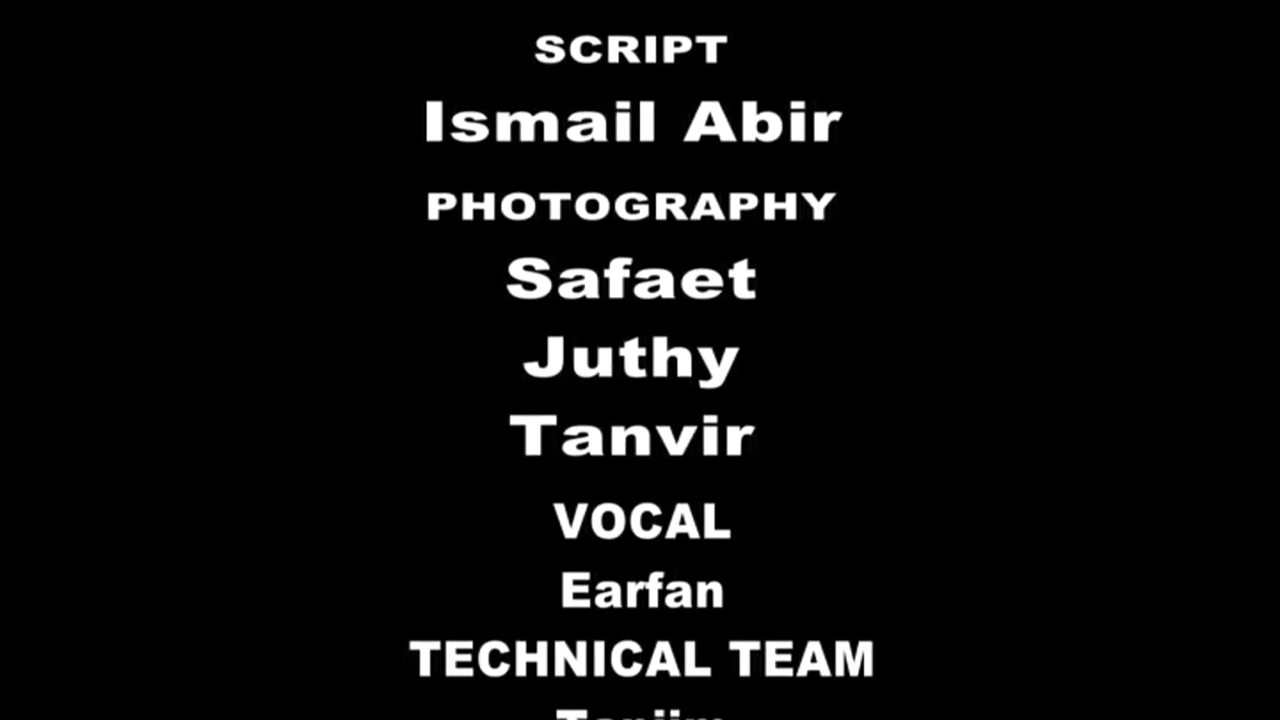 SCRIPT
Ismail Abir
PHOTOGRAPHY
Safaet
Juthy
Tanvir
VOCAL
Earfan
TECHNICAL TEAM